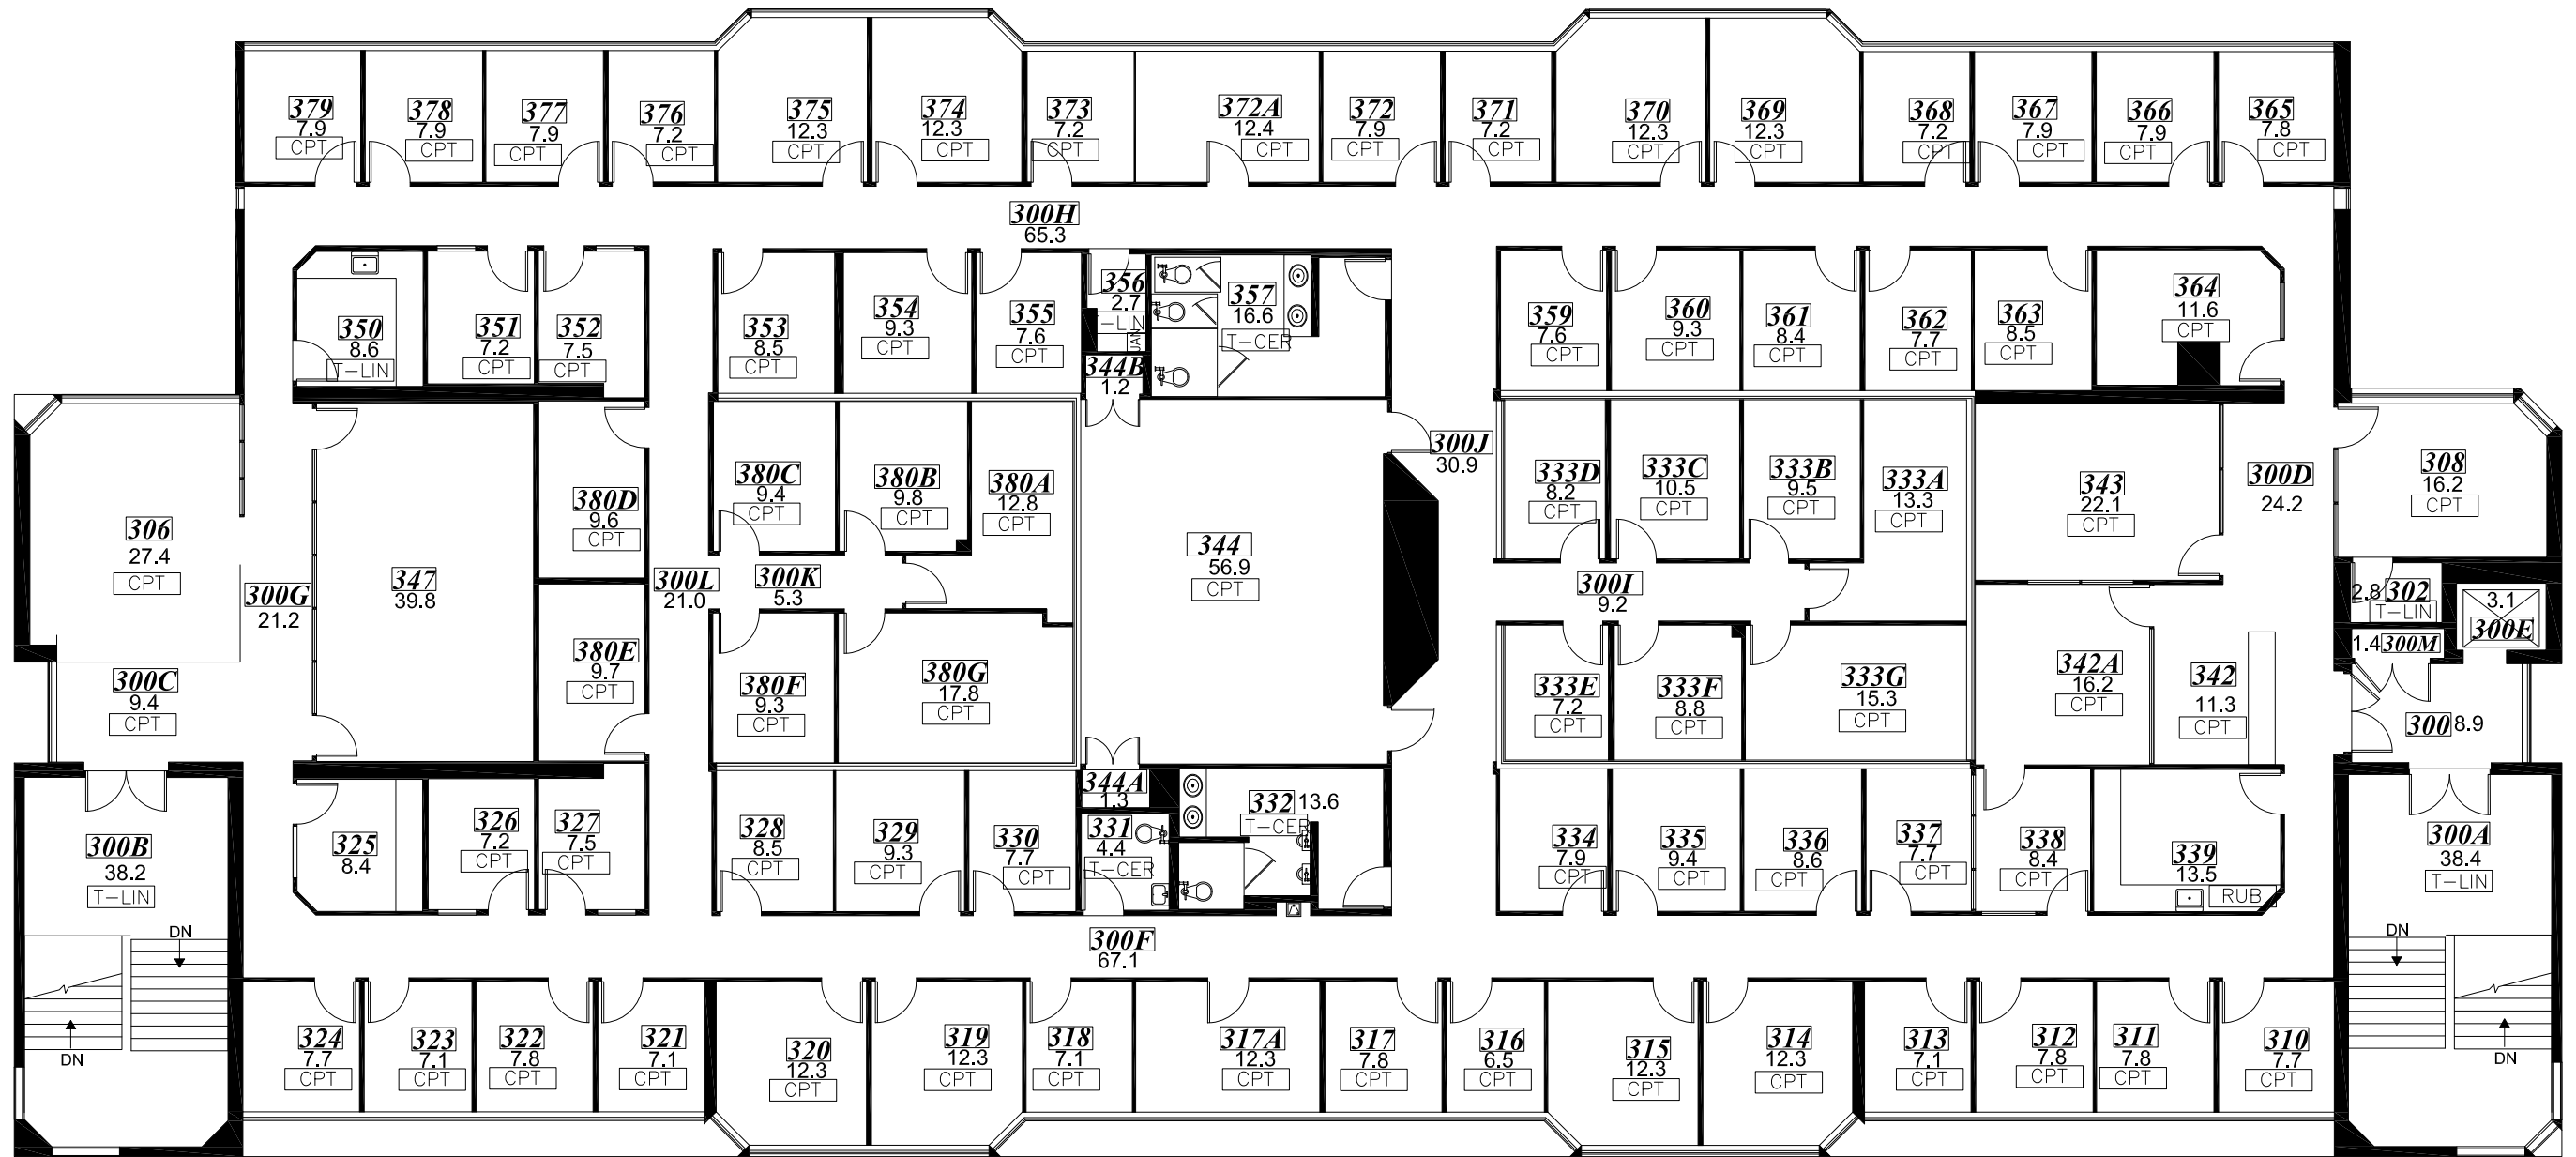 379
7.9
CPT
378
7.9
CPT
377
7.9
CPT
376
7.2
CPT
375
12.3
CPT
374
12.3
CPT
373
7.2
CPT
372A
12.4
CPT
372
7.9
CPT
371
7.2
CPT
370
12.3
CPT
369
12.3
CPT
368
7.2
CPT
367
7.9
CPT
366
7.9
CPT
365
7.8
CPT
300H
65.3
350
8.6
T-LIN
351
7.2
CPT
352
7.5
CPT
353
8.5
CPT
354
9.3
CPT
355
7.6
CPT
356
2.7
T-LIN
JAN
344B
1.2
357
16.6
T-CER
359
7.6
CPT
360
9.3
CPT
361
8.4
CPT
362
7.7
CPT
363
8.5
CPT
364
11.6
CPT
306
27.4
CPT
300G
21.2
347
39.8
380D
9.6
CPT
380E
9.7
CPT
300L
21.0
380C
9.4
CPT
380B
9.8
CPT
380A
12.8
CPT
300K
5.3
380F
9.3
CPT
380G
17.8
CPT
344
56.9
CPT
300J
30.9
333D
8.2
CPT
333C
10.5
CPT
333B
9.5
CPT
333A
13.3
CPT
300I
9.2
333E
7.2
CPT
333F
8.8
CPT
333G
15.3
CPT
343
22.1
CPT
300D
24.2
308
16.2
CPT
2.8 302
T-LIN
3.1
300E
1.4 300M
342A
16.2
CPT
342
11.3
CPT
300 8.9
300C
9.4
CPT
300B
38.2
T-LIN
DN
DN
325
8.4
326
7.2
CPT
327
7.5
CPT
328
8.5
CPT
329
9.3
CPT
330
7.7
CPT
344A
1.3
331
4.4
T-CER
332 13.6
T-CER
334
7.9
CPT
335
9.4
CPT
336
8.6
CPT
337
7.7
CPT
338
8.4
CPT
339
13.5
RUB
300A
38.4
T-LIN
DN
DN
300F
67.1
324
7.7
CPT
323
7.1
CPT
322
7.8
CPT
321
7.1
CPT
320
12.3
CPT
319
12.3
CPT
318
7.1
CPT
317A
12.3
CPT
317
7.8
CPT
316
6.5
CPT
315
12.3
CPT
314
12.3
CPT
313
7.1
CPT
312
7.8
CPT
311
7.8
CPT
310
7.7
CPT